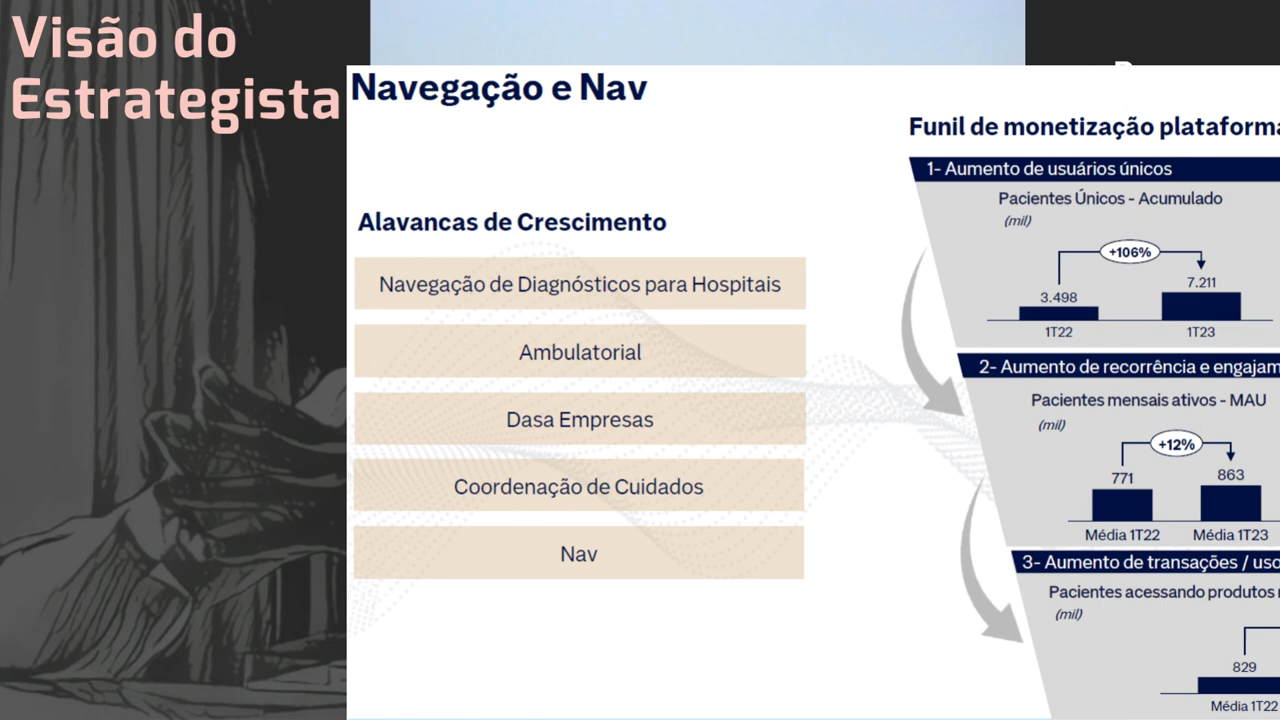 Visão do
Estrategista
Navegação e Nav
Alavancas de Crescimento
Navegação de Diagnósticos para Hospitais
Ambulatorial
Dasa Empresas
Coordenação de Cuidados
Nav
Funil de monetização
1- Aumento de usuários únicos
Pacientes Únicos - Acumulado
(mil)
+106%
3.498
7.211
1T22
1T23
2- Aumento de recorrência e
Pacientes mensais ativos - MAU
(mil)
+12%
771
863
Média 1T22
Média 1T23
3- Aumento de transações /
Pacientes acessando produtos
(mil)
829
Média 1T22